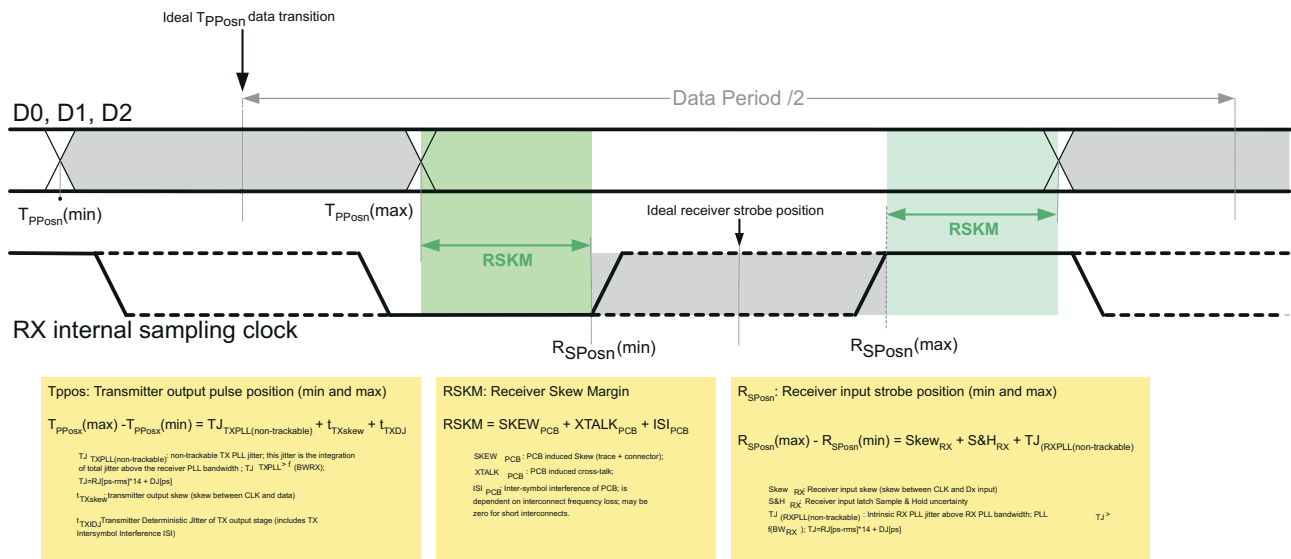 Ideal TPPosn data transition
Data Period /2
D0, D1, D2
TPPosn(min)
TPPosn(max)
Ideal receiver strobe position
RSKM
RSKM
RX internal sampling clock
RSPosn(min)
RSPosn(max)
Tppos: Transmitter output pulse position (min and max)
TPPosx(max) -TPPosx(min) = TJTXPLL(non-trackable) + tTXskew + tTXDJ
TJ TXPLL(non-trackable): non-trackable TX PLL jitter; this jitter is the integration
of total jitter above the receiver PLL bandwidth ; TJ TXPLL> f (BWRX);
TJ=RJ[ps-rms]*14 + DJ[ps]
tTXskew: transmitter output skew (skew between CLK and data)
tTXIDJ Transmitter Deterministic JItter of TX output stage (includes TX
Intersymbol Interference ISI)
RSKM: Receiver Skew Margin
RSKM = SKEWPCB + XTALKPCB + ISIPCB
SKEW PCB: PCB induced Skew (trace + connector);
XTALK PCB : PCB induced cross-talk;
ISI PCB: Inter-symbol interference of PCB; is
dependent on interconnect frequency loss; may be
zero for short interconnects.
RSPosn: Receiver input strobe position (min and max)
RSPosn(max) - RSPosn(min) = SkewRX + S&HRX + TJ(RXPLL(non-trackable)
Skew RX: Receiver input skew (skew between CLK and Dx input)
S&H RX: Receiver input latch Sample & Hold uncertainty
TJ (RXPLL(non-trackable) : Intrinsic RX PLL jitter above RX PLL bandwidth; PLL TJ >
f(BWRX ); TJ=RJ[ps-rms]*14 + DJ[ps]